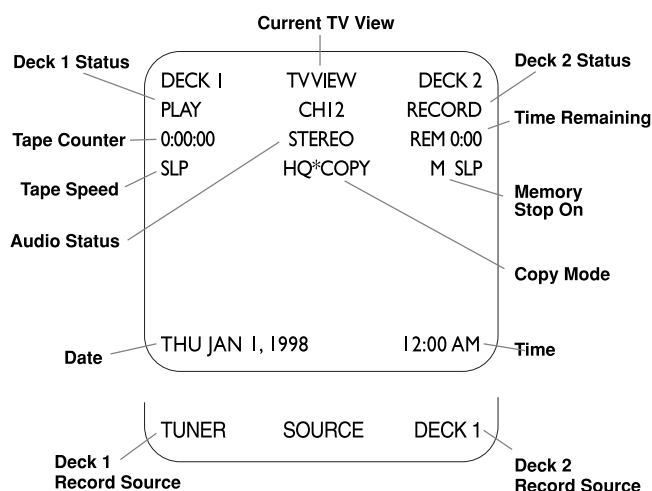 Current TV View
Deck 1 Status
Deck 2 Status
DECK 1 TV VIEW DECK 2
PLAY CH12 RECORD
Time Remaining
Tape Counter 0:00:00 STEREO REM 0:00
SLP HQ*COPY M SLP
Tape Speed
Memory
Stop On
Audio Status
Copy Mode
THU JAN 1, 1998 12:00 AM
Date
Time
TUNER SOURCE DECK 1
Deck 1
Record Source
Deck 2
Record Source